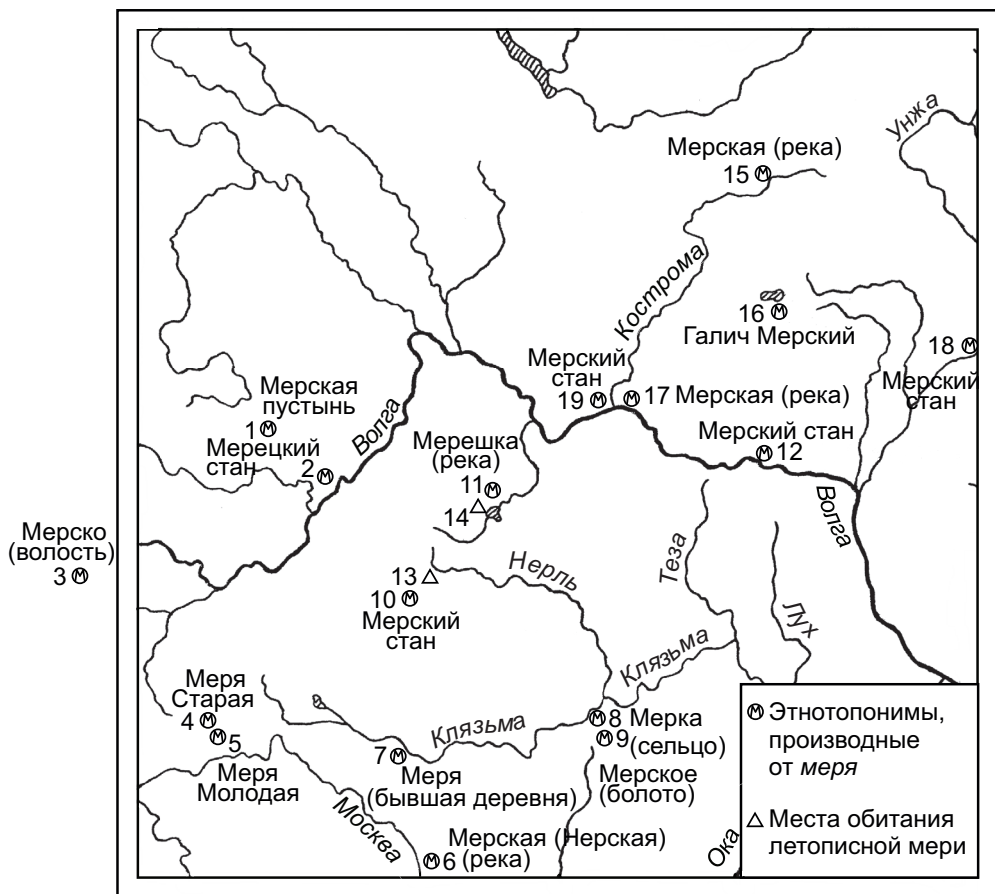 Унжа
Мерская (река)
15
Кострома
16
Галич Мерский
18
Мерский
стан
Мерский
стан
19
17 Мерская (река)
Мерская
пустынь
1
Мерецкий
стан
2
Волга
Мерешка
(река)
11
14
Мерский стан
12
Волга
Мерско
(волость)
3
13
10
Мерский
стан
Нерль
Теза
Лух
Клязьма
Меря
Старая
4
5
Меря
Молодая
Клязьма
7
Меря
(бывшая деревня)
8 Мерка
(сельцо)
9
Мерское
(болото)
Москва
Мерская (Нерская)
6 (река)
Ока
М Этнотопонимы,
производные
от меря
Места обитания
летописной мери